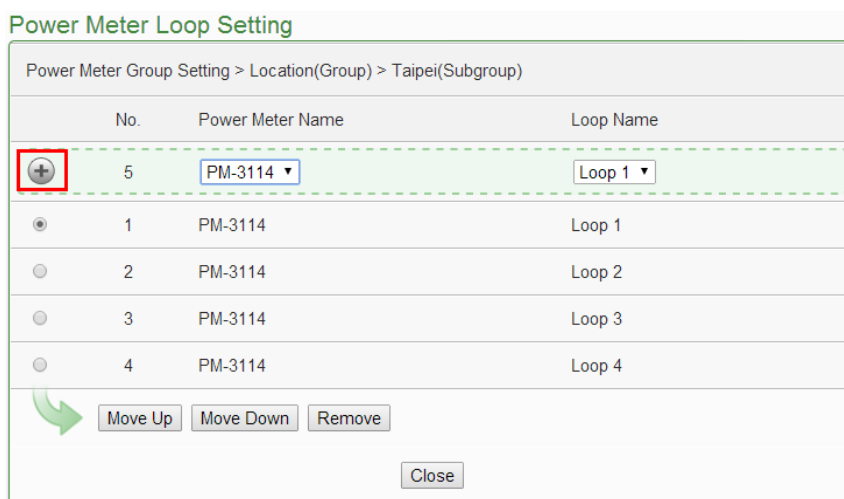 Power Meter Loop Setting
Power Meter Group Setting > Location(Group) > Taipei(Subgroup)
No. Power Meter Name Loop Name
5 PM-3114 Loop 1
1 PM-3114 Loop 1
2 PM-3114 Loop 2
3 PM-3114 Loop 3
4 PM-3114 Loop 4
Move Up Move Down Remove
Close